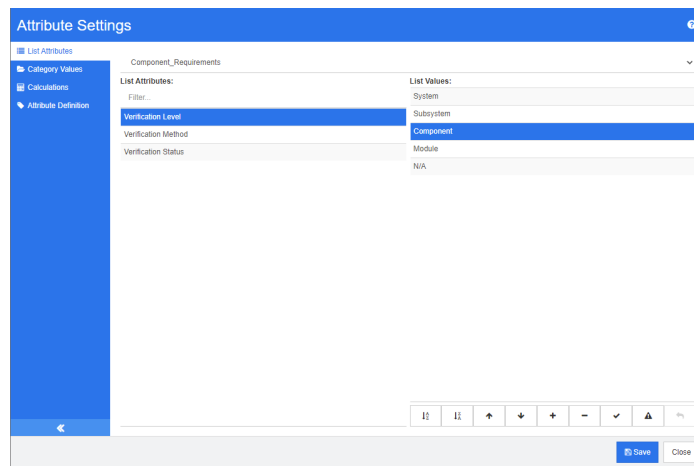 Attribute Settings
List Attributes
Category Values
Calculations
Attribute Definition
Component_Requirements
List Attributes:
Filter...
Verification Level
Verification Method
Verification Status
List Values:
System
Subsystem
Component
Module
N/A
Save
Close